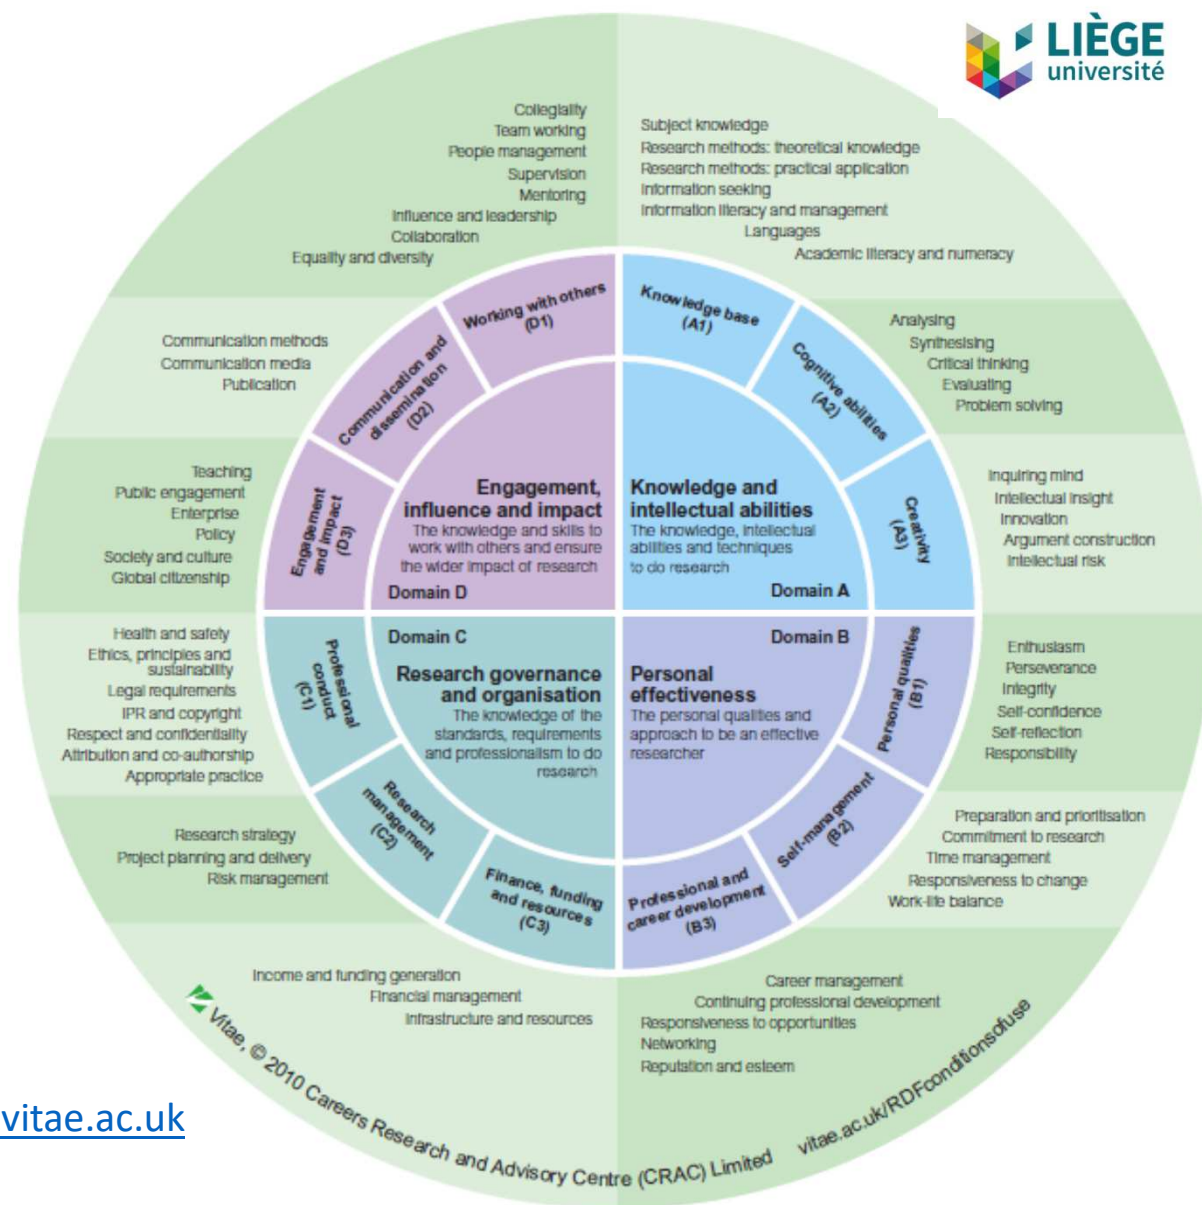 LIÈGE
université
Collegiality
Team working
People management
Supervision
Mentoring
Influence and leadership
Collaboration
Equality and diversity
Subject knowledge
Research methods: theoretical knowledge
Research methods: practical application
Information seeking
Information literacy and management
Languages
Academic literacy and numeracy
Communication methods
Communication media
Publication
Analysing
Synthesising
Critical thinking
Evaluating
Problem solving
Teaching
Public engagement
Enterprise
Policy
Society and culture
Global citizenship
Inquiring mind
Intellectual insight
Innovation
Argument construction
Intellectual risk
Working with others
(D1)
Knowledge base
(A1)
Communication and
dissemination
(D2)
Cognitive abilities
(A2)
Engagement
and impact
(D3)
Creativity
(A3)
Engagement,
influence and impact
The knowledge and skills to
work with others and ensure
the wider impact of research
Domain D
Knowledge and
intellectual abilities
The knowledge, intellectual
abilities and techniques
to do research
Domain A
Domain C
Research governance
and organisation
The knowledge of the
standards, requirements
and professionalism to do
research
Domain B
Personal
effectiveness
The personal qualities and
approach to be an effective
researcher
Professional
conduct
(C1)
Personal qualities
(B1)
Research
management
(C2)
Self-management
(B2)
Finance, funding
and resources
(C3)
Professional and
career development
(B3)
Health and safety
Ethics, principles and
sustainability
Legal requirements
IPR and copyright
Respect and confidentiality
Attribution and co-authorship
Appropriate practice
Enthusiasm
Perseverance
Integrity
Self-confidence
Self-reflection
Responsibility
Research strategy
Project planning and delivery
Risk management
Preparation and prioritisation
Commitment to research
Time management
Responsiveness to change
Work-life balance
Income and funding generation
Financial management
Infrastructure and resources
Career management
Continuing professional development
Responsiveness to opportunities
Networking
Reputation and esteem
vitae.ac.uk
Vitae, © 2010 Careers Research and Advisory Centre (CRAC) Limited vitae.ac.uk/RDFconditionsofuse